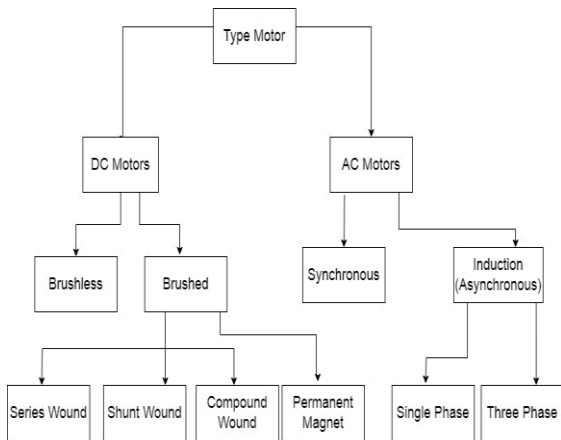 Type Motor
DC Motors
AC Motors
Brushless
Brushed
Synchronous
Induction
(Asynchronous)
Series Wound
Shunt Wound
Compound
Wound
Permanent
Magnet
Single Phase
Three Phase